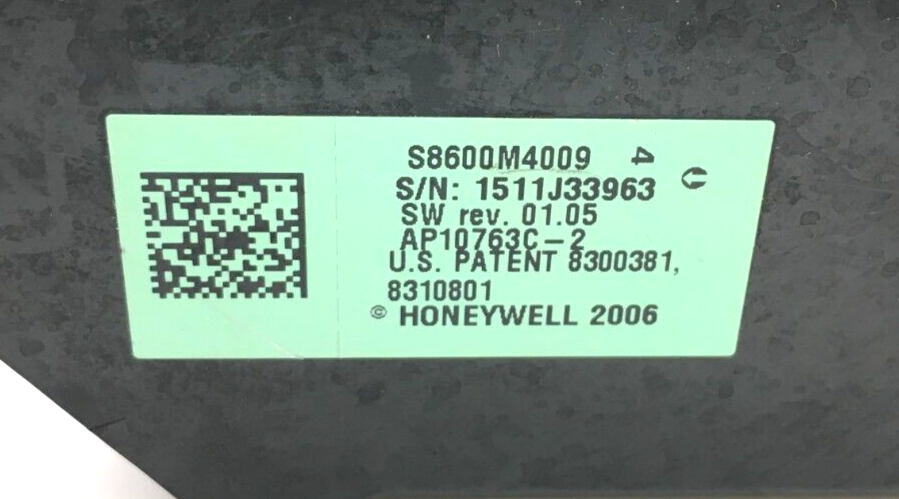 S8600M4009 4
S/N: 1511J33963
SW rev. 01.05
AP10763C-2
U.S. PATENT 8300381,
8310801
© HONEYWELL 2006